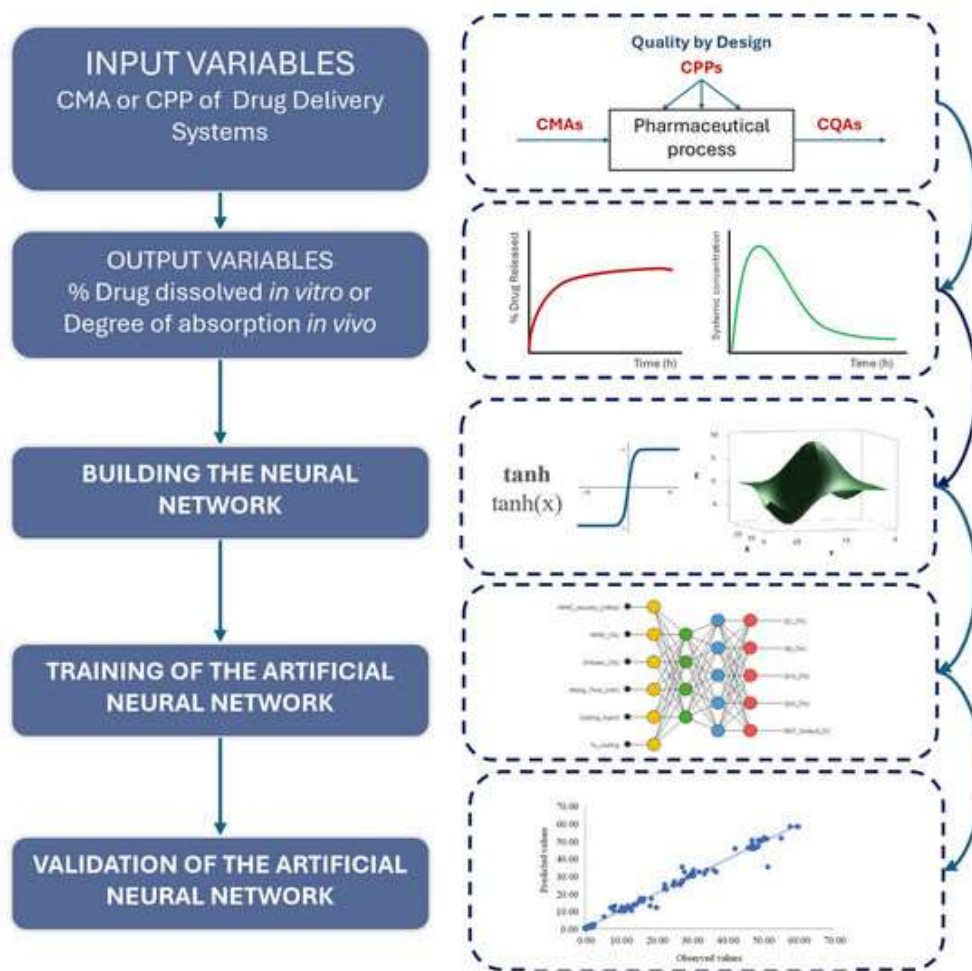 INPUT VARIABLES
CMA or CPP of Drug Delivery
Systems
OUTPUT VARIABLES
% Drug dissolved in vitro or
Degree of absorption in vivo
BUILDING THE NEURAL
NETWORK
TRAINING OF THE ARTIFICIAL
NEURAL NETWORK
VALIDATION OF THE ARTIFICIAL
NEURAL NETWORK
Quality by Design
CPPs
CMAs
Pharmaceutical
process
CQAs
% Drug Released
Time (h)
Systemic concentration
Time (h)
tanh
tanh(x)
Predicted values
70.00
60.00
50.00
40.00
30.00
20.00
10.00
0.00
0.00 10.00 20.00 30.00 40.00 50.00 60.00 70.00
Observed values